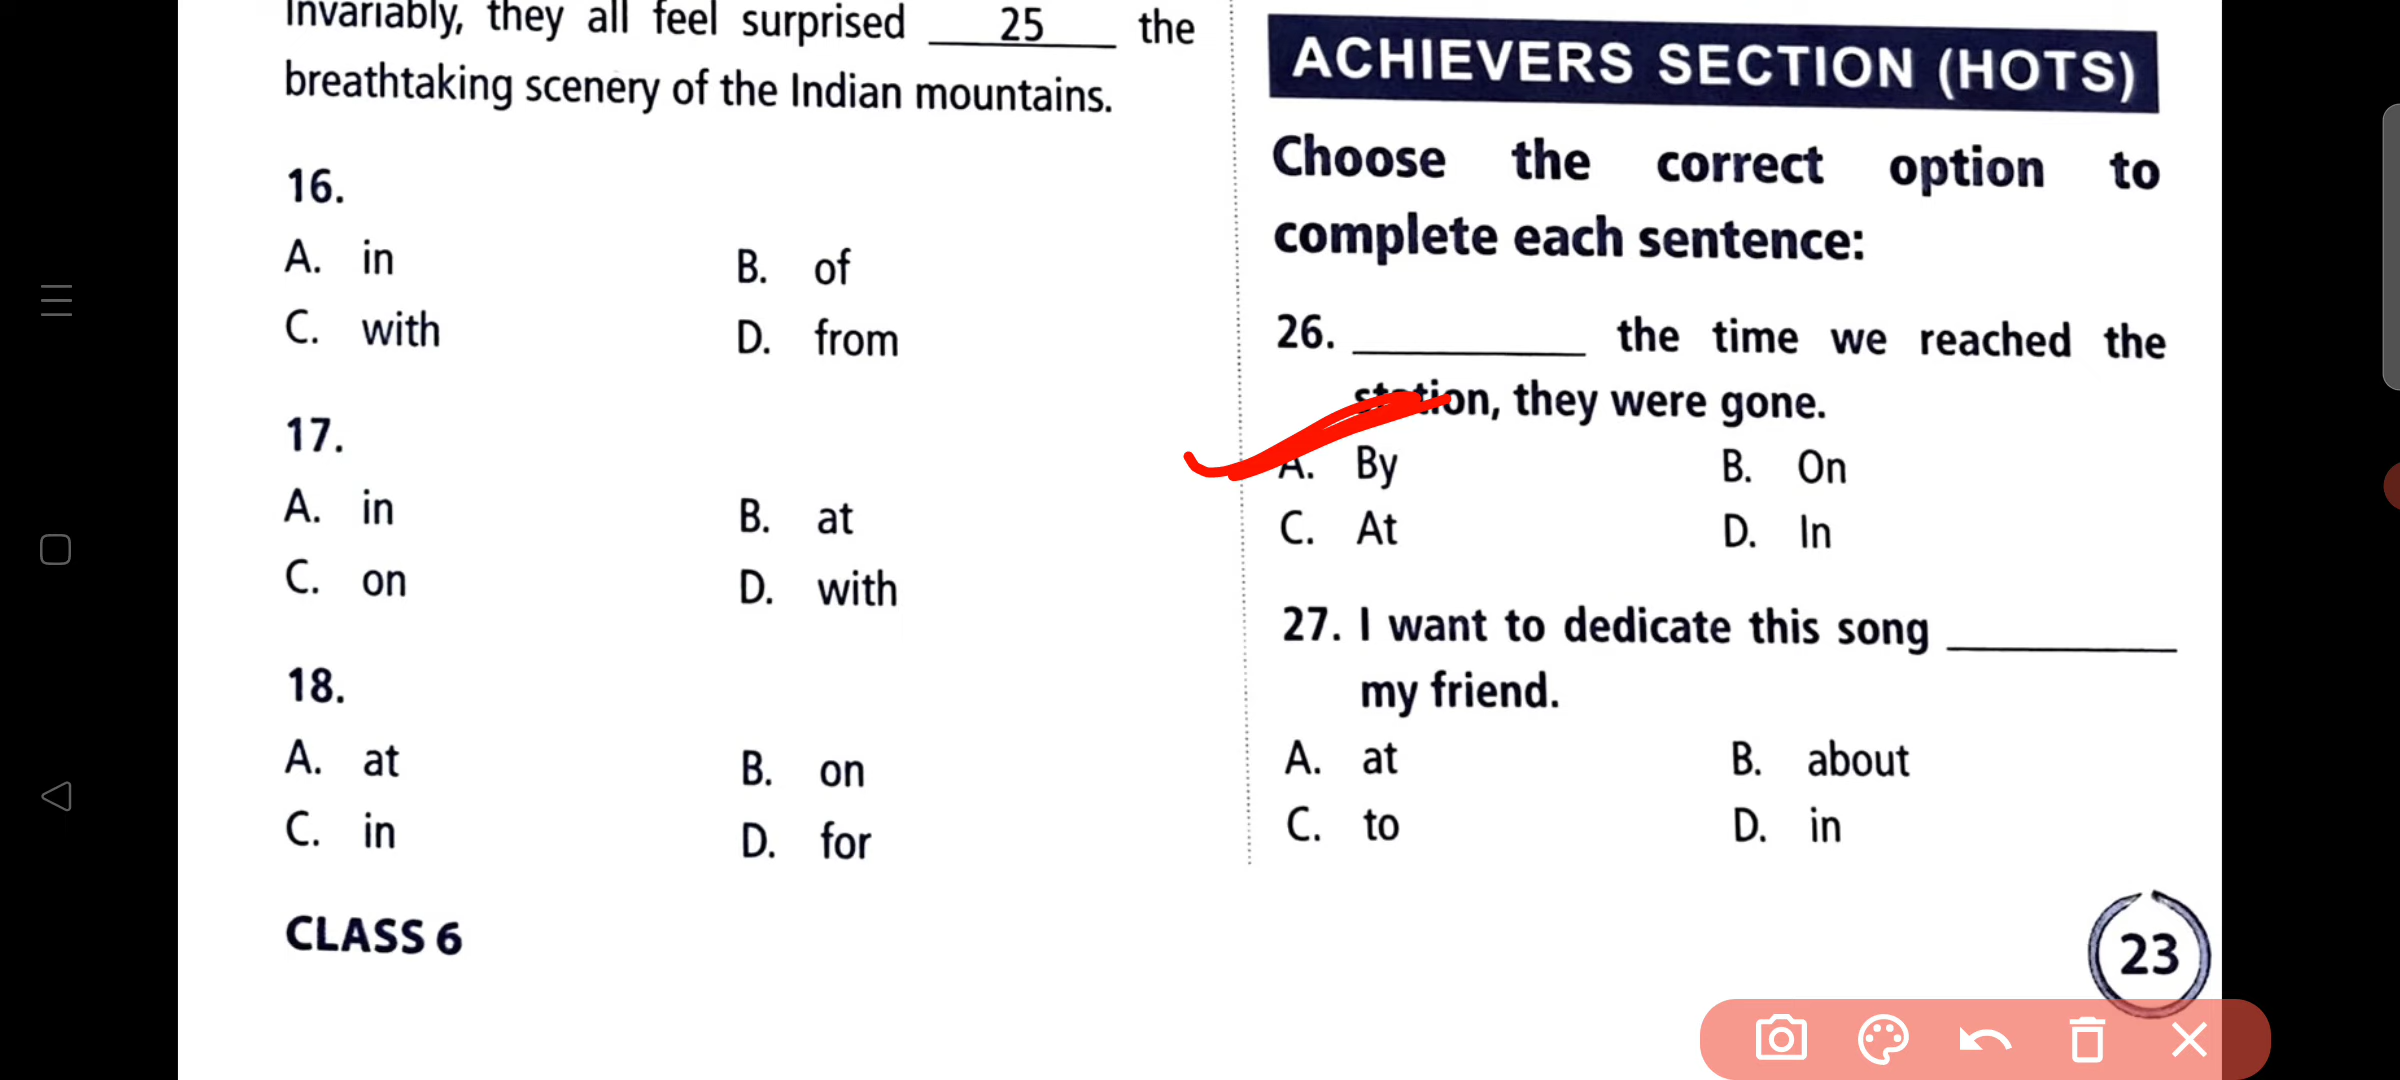 Invariably, they all feel surprised 25 the
breathtaking scenery of the Indian mountains.
16.
A. in B. of
C. with D. from
17.
A. in B. at
C. on D. with
18.
A. at B. on
C. in D. for
CLASS 6
ACHIEVERS SECTION (HOTS)
Choose the correct option to
complete each sentence:
26. ________ the time we reached the
station, they were gone.
A. By B. On
C. At D. In
27. I want to dedicate this song ________
my friend.
A. at B. about
C. to D. in
23